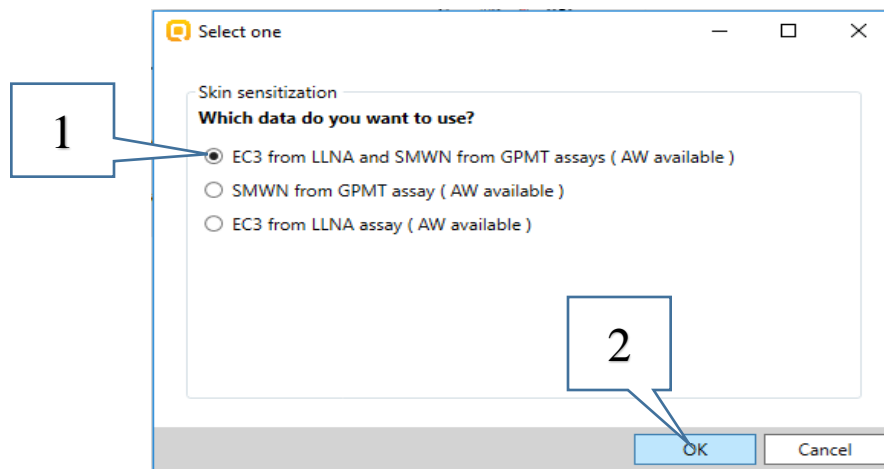 Select one
Skin sensitization
Which data do you want to use?
1
EC3 from LLNA and SMWN from GPMT assays ( AW available )
SMWN from GPMT assay ( AW available )
EC3 from LLNA assay ( AW available )
2
OK
Cancel